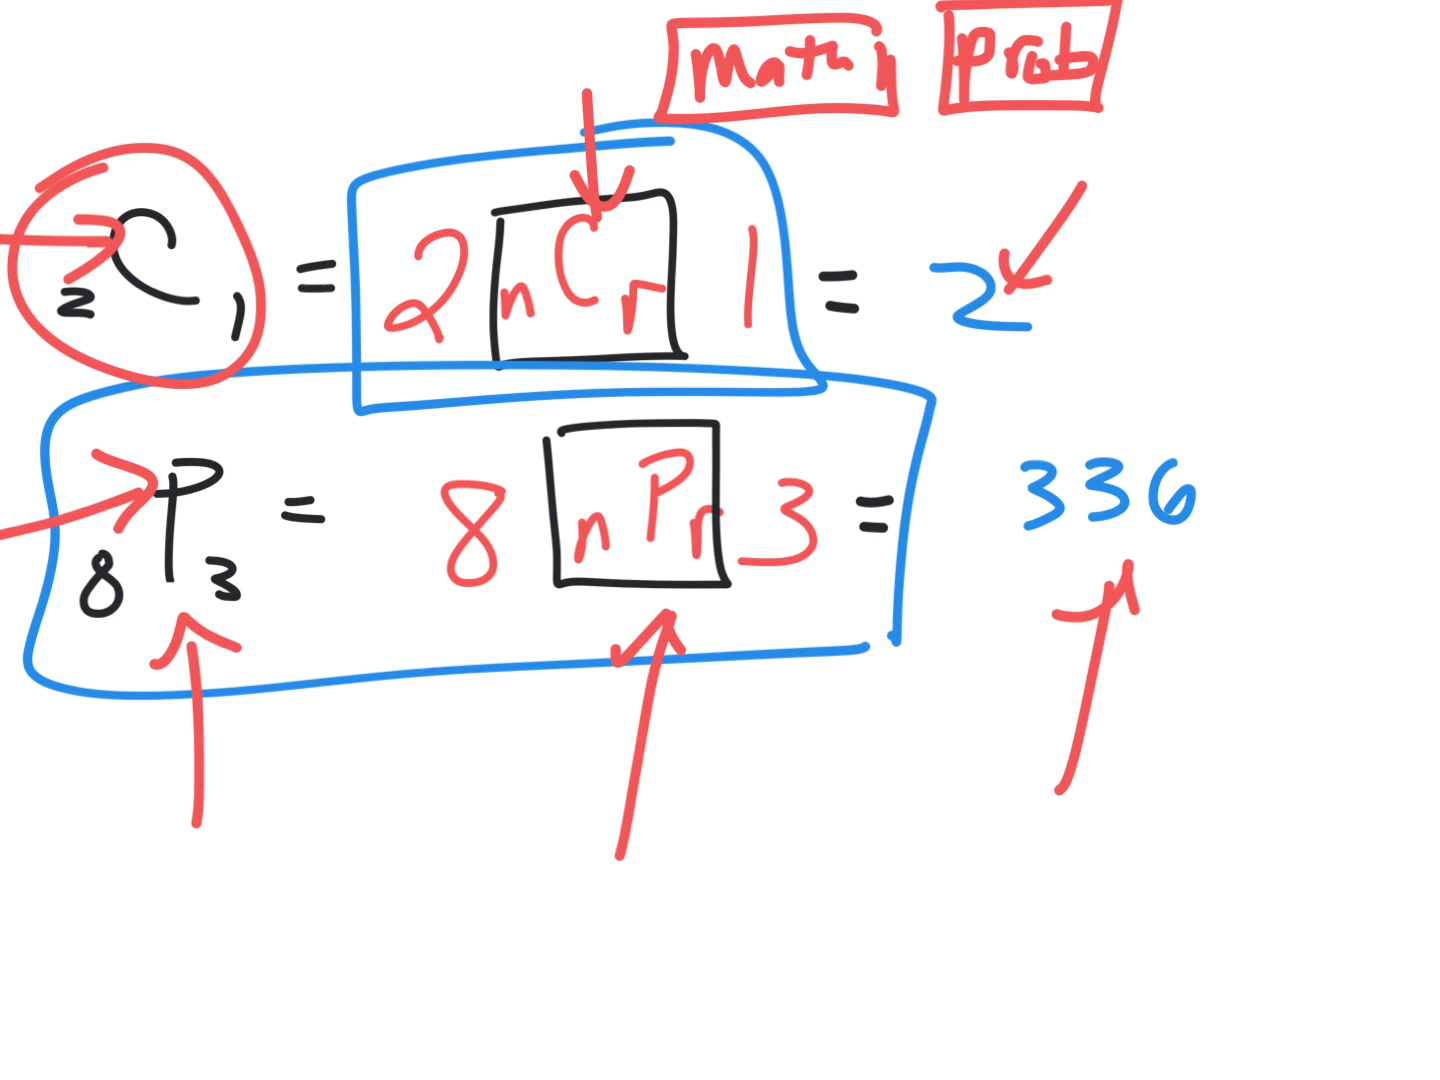 Math Prob
₂C₁ = 2 nCr 1 = 2
₈P₃ = 8 nPr 3 = 336